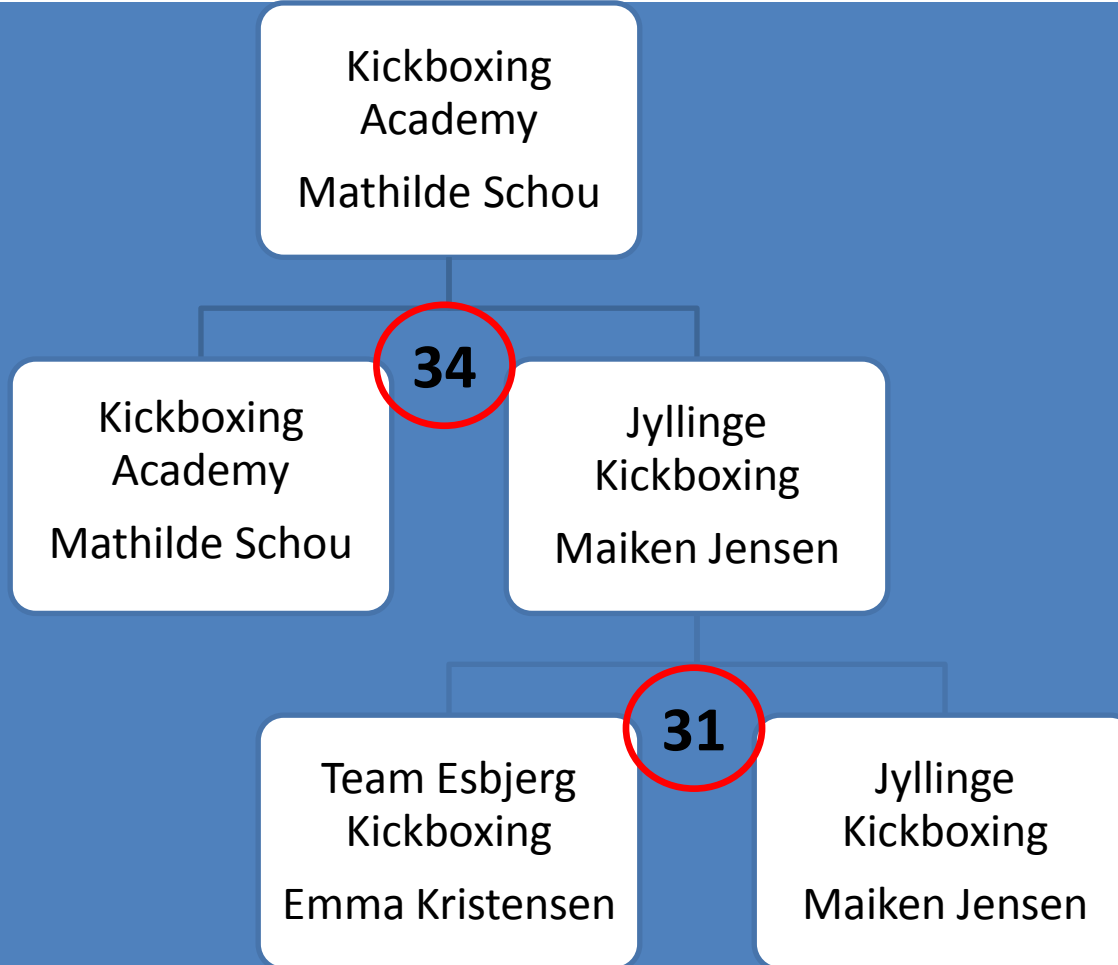 Kickboxing
Academy
Mathilde Schou
34
Kickboxing
Academy
Mathilde Schou
Jyllinge
Kickboxing
Maiken Jensen
31
Team Esbjerg
Kickboxing
Emma Kristensen
Jyllinge
Kickboxing
Maiken Jensen